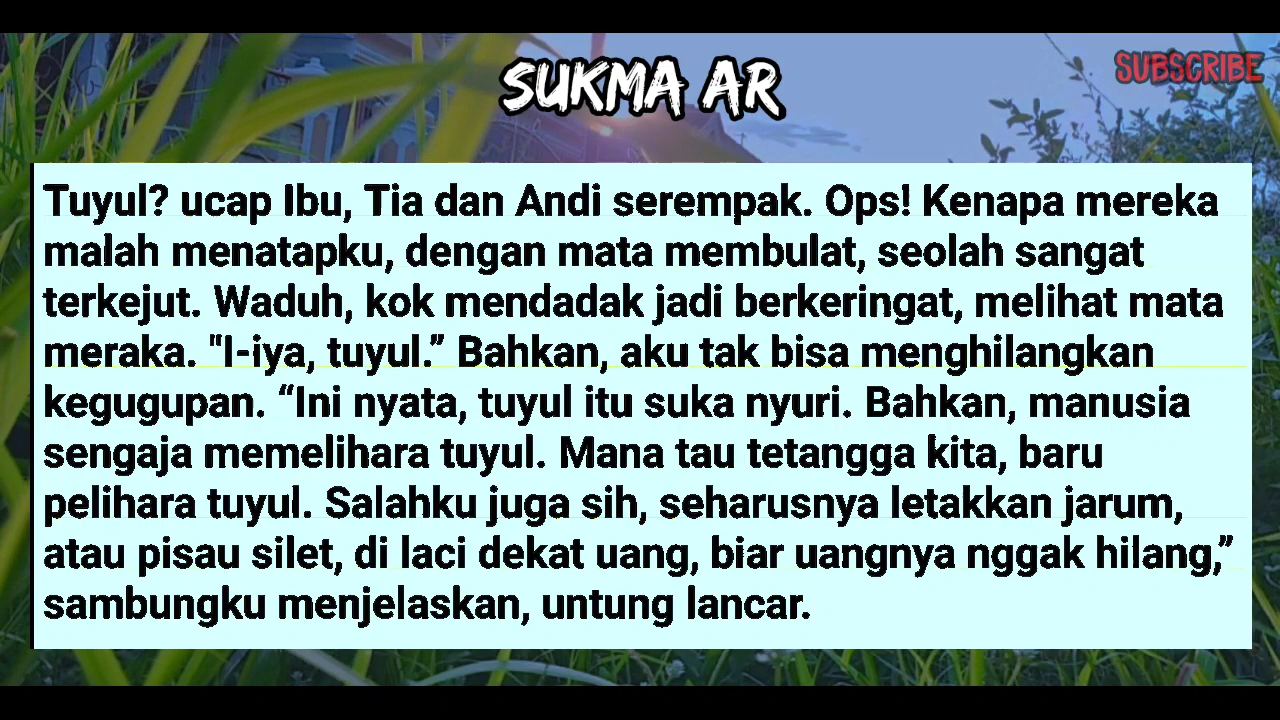 SUKMA AR
SUBSCRIBE
Tuyul? ucap Ibu, Tia dan Andi serempak. Ops! Kenapa mereka
malah menatapku, dengan mata membulat, seolah sangat
terkejut. Waduh, kok mendadak jadi berkeringat, melihat mata
meraka. "I-iya, tuyul.” Bahkan, aku tak bisa menghilangkan
kegugupan. “Ini nyata, tuyul itu suka nyuri. Bahkan, manusia
sengaja memelihara tuyul. Mana tau tetangga kita, baru
pelihara tuyul. Salahku juga sih, seharusnya letakkan jarum,
atau pisau silet, di laci dekat uang, biar uangnya nggak hilang,”
sambungku menjelaskan, untung lancar.